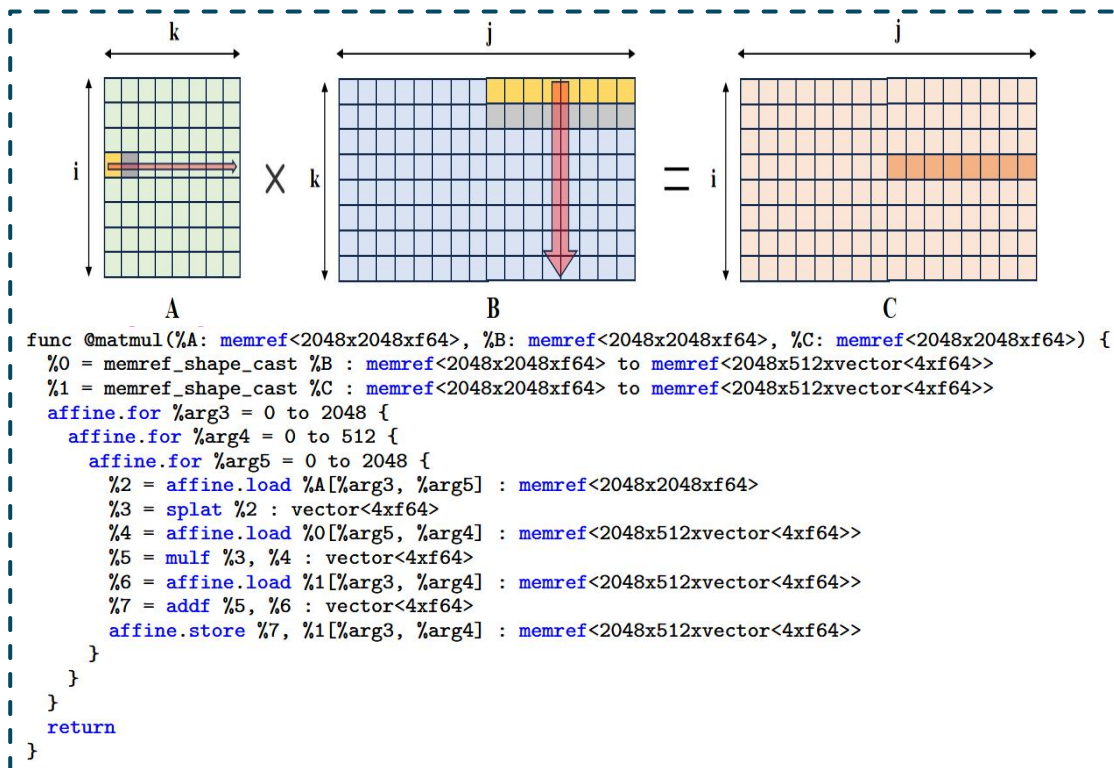 k
j
j
i
×
k
=
i
A
B
C
func @matmul(%A: memref<2048x2048xf64>, %B: memref<2048x2048xf64>, %C: memref<2048x2048xf64>) {
%0 = memref_shape_cast %B : memref<2048x2048xf64> to memref<2048x512xvector<4xf64>>
%1 = memref_shape_cast %C : memref<2048x2048xf64> to memref<2048x512xvector<4xf64>>
affine.for %arg3 = 0 to 2048 {
affine.for %arg4 = 0 to 512 {
affine.for %arg5 = 0 to 2048 {
%2 = affine.load %A[%arg3, %arg5] : memref<2048x2048xf64>
%3 = splat %2 : vector<4xf64>
%4 = affine.load %0[%arg5, %arg4] : memref<2048x512xvector<4xf64>>
%5 = mulf %3, %4 : vector<4xf64>
%6 = affine.load %1[%arg3, %arg4] : memref<2048x512xvector<4xf64>>
%7 = addf %5, %6 : vector<4xf64>
affine.store %7, %1[%arg3, %arg4] : memref<2048x512xvector<4xf64>>
}
}
}
return
}